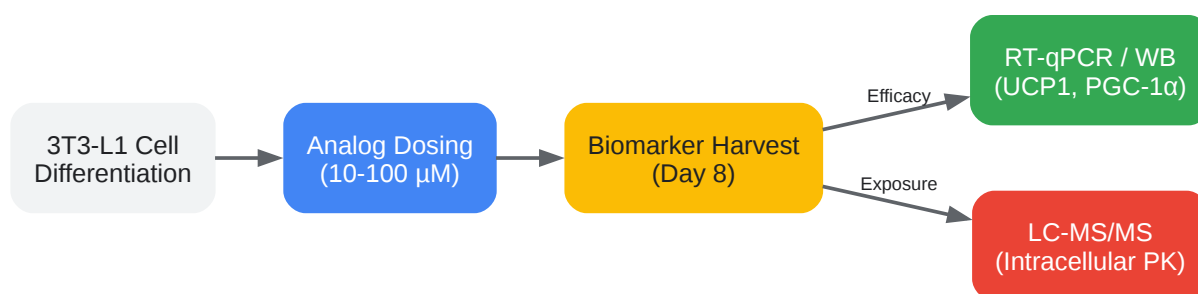 3T3-L1 Cell
Differentiation
Analog Dosing
(10-100 µM)
Biomarker Harvest
(Day 8)
Efficacy
Exposure
RT-qPCR / WB
(UCP1, PGC-1α)
LC-MS/MS
(Intracellular PK)